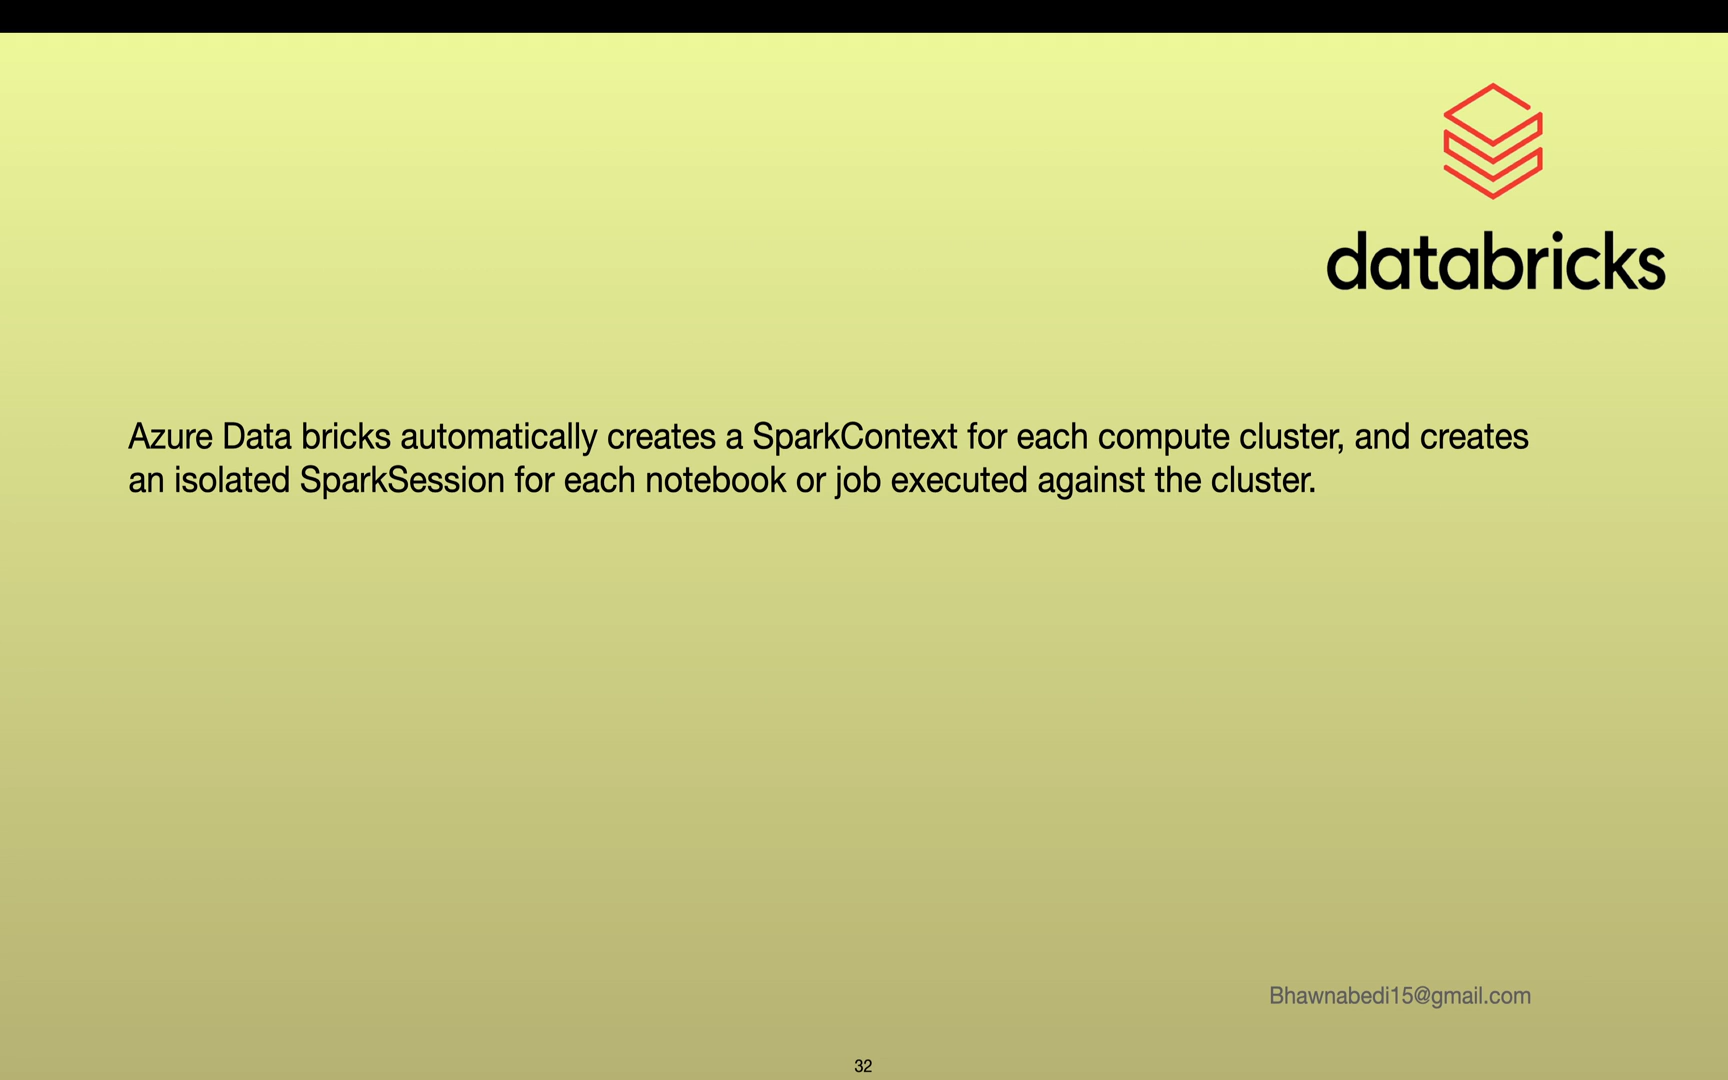 databricks
Azure Data bricks automatically creates a SparkContext for each compute cluster, and creates
an isolated SparkSession for each notebook or job executed against the cluster.
Bhawnabedi15@gmail.com
32